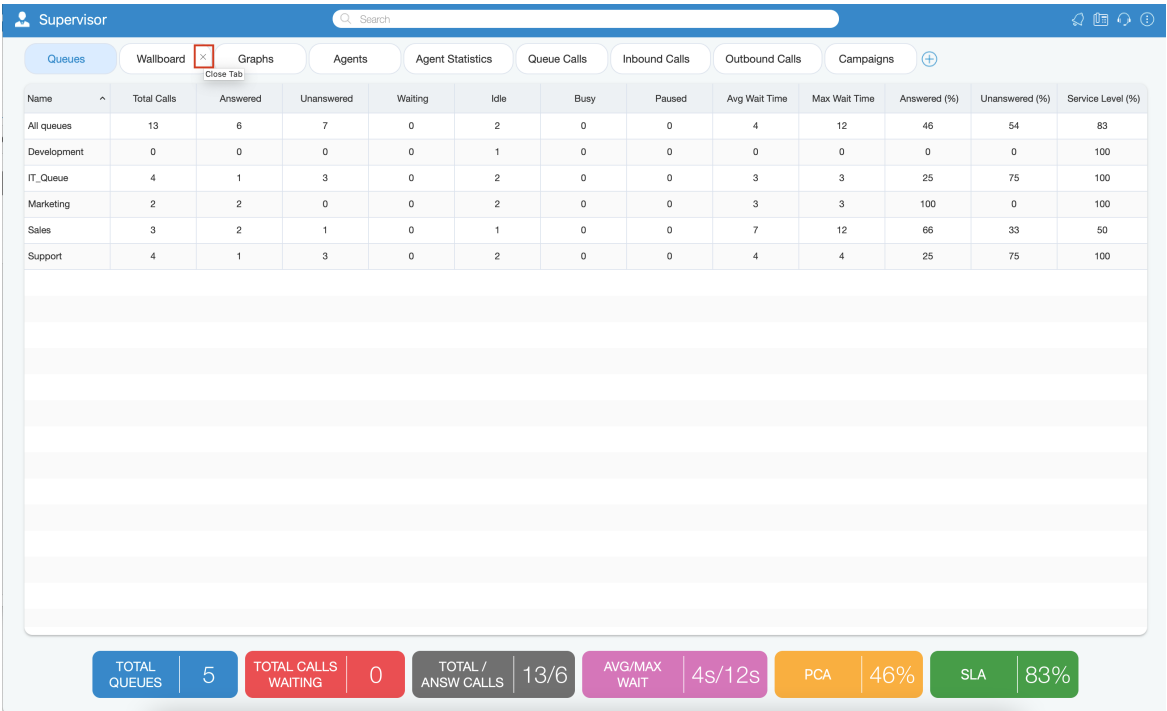 Supervisor
Search
Queues Wallboard × Graphs Agents Agent Statistics Queue Calls Inbound Calls Outbound Calls Campaigns
Close Tab
Name Total Calls Answered Unanswered Waiting Idle Busy Paused Avg Wait Time Max Wait Time Answered (%) Unanswered (%) Service Level (%)
All queues 13 6 7 0 2 0 0 4 12 46 54 83
Development 0 0 0 0 1 0 0 0 0 0 0 100
IT_Queue 4 1 3 0 2 0 0 3 3 25 75 100
Marketing 2 2 0 0 2 0 0 3 3 100 0 100
Sales 3 2 1 0 1 0 0 7 12 66 33 50
Support 4 1 3 0 2 0 0 4 4 25 75 100
TOTAL
QUEUES
5
TOTAL CALLS
WAITING
0
TOTAL /
ANSW CALLS
13/6
AVG/MAX
WAIT
4s/12s
PCA
46%
SLA
83%